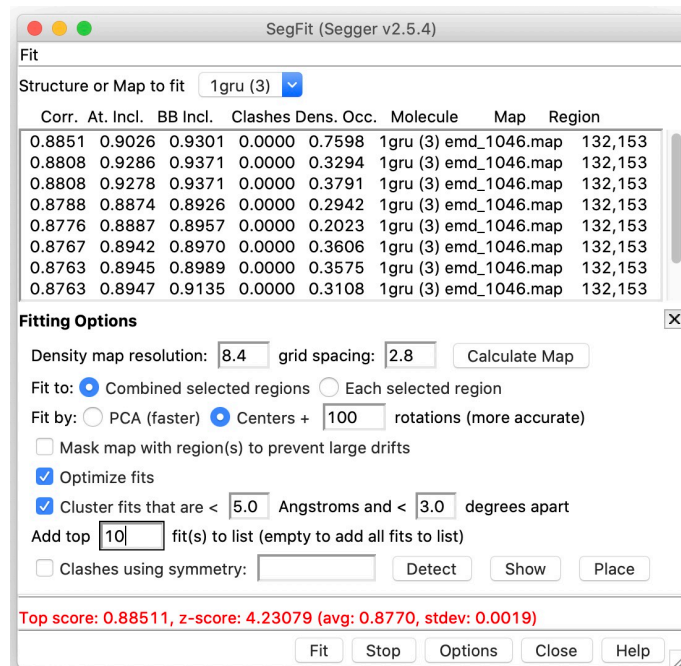 SegFit (Segger v2.5.4)
Fit
Structure or Map to fit 1gru (3)
Corr. At. Incl. BB Incl. Clashes Dens. Occ. Molecule Map Region
0.8851 0.9026 0.9301 0.0000 0.7598 1gru (3) emd_1046.map 132,153
0.8808 0.9286 0.9371 0.0000 0.3294 1gru (3) emd_1046.map 132,153
0.8808 0.9278 0.9371 0.0000 0.3791 1gru (3) emd_1046.map 132,153
0.8788 0.8874 0.8926 0.0000 0.2942 1gru (3) emd_1046.map 132,153
0.8776 0.8887 0.8957 0.0000 0.2023 1gru (3) emd_1046.map 132,153
0.8767 0.8942 0.8970 0.0000 0.3606 1gru (3) emd_1046.map 132,153
0.8763 0.8945 0.8989 0.0000 0.3575 1gru (3) emd_1046.map 132,153
0.8763 0.8947 0.9135 0.0000 0.3108 1gru (3) emd_1046.map 132,153
Fitting Options
Density map resolution: 8.4 grid spacing: 2.8 Calculate Map
Fit to: Combined selected regions Each selected region
Fit by: PCA (faster) Centers + 100 rotations (more accurate)
Mask map with region(s) to prevent large drifts
Optimize fits
Cluster fits that are < 5.0 Angstroms and < 3.0 degrees apart
Add top 10 fit(s) to list (empty to add all fits to list)
Clashes using symmetry: Detect Show Place
Top score: 0.88511, z-score: 4.23079 (avg: 0.8770, stdev: 0.0019)
Fit Stop Options Close Help